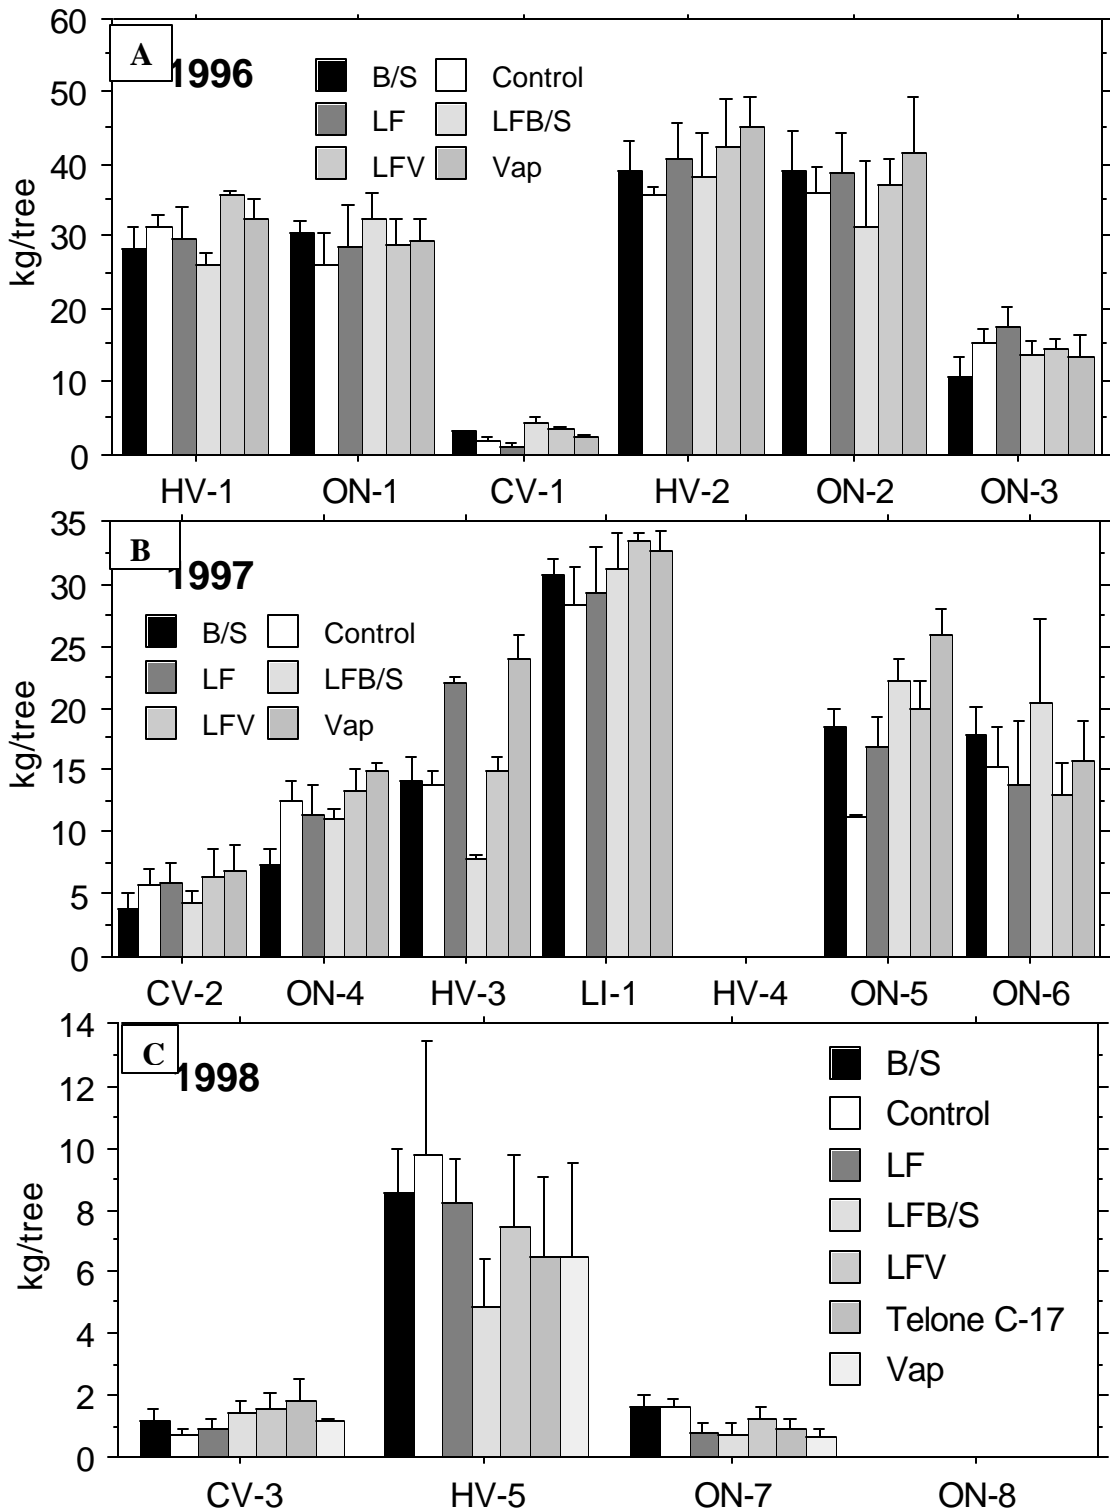 60
A
1996
B/S Control
LF LFB/S
LFV Vap
50
40
30
20
10
0
kg/tree
HV-1 ON-1 CV-1 HV-2 ON-2 ON-3
35
B
1997
B/S Control
LF LFB/S
LFV Vap
30
25
20
15
10
5
0
kg/tree
CV-2 ON-4 HV-3 LI-1 HV-4 ON-5 ON-6
14
C
1998
B/S
Control
LF
LFB/S
LFV
Telone C-17
Vap
12
10
8
6
4
2
0
kg/tree
CV-3 HV-5 ON-7 ON-8